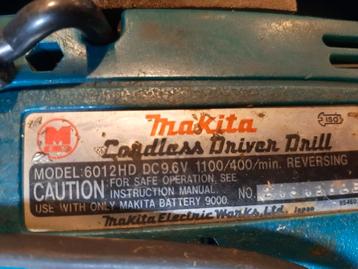 Makita
M
ISO
Cordless Driver Drill
MODEL:6012HD DC9.6V 1100/400/min. REVERSING
CAUTION FOR SAFE OPERATION, SEE
INSTRUCTION MANUAL. NO.
USE WITH ONLY MAKITA BATTERY 9000.
Makita Electric Works, Ltd. Japan